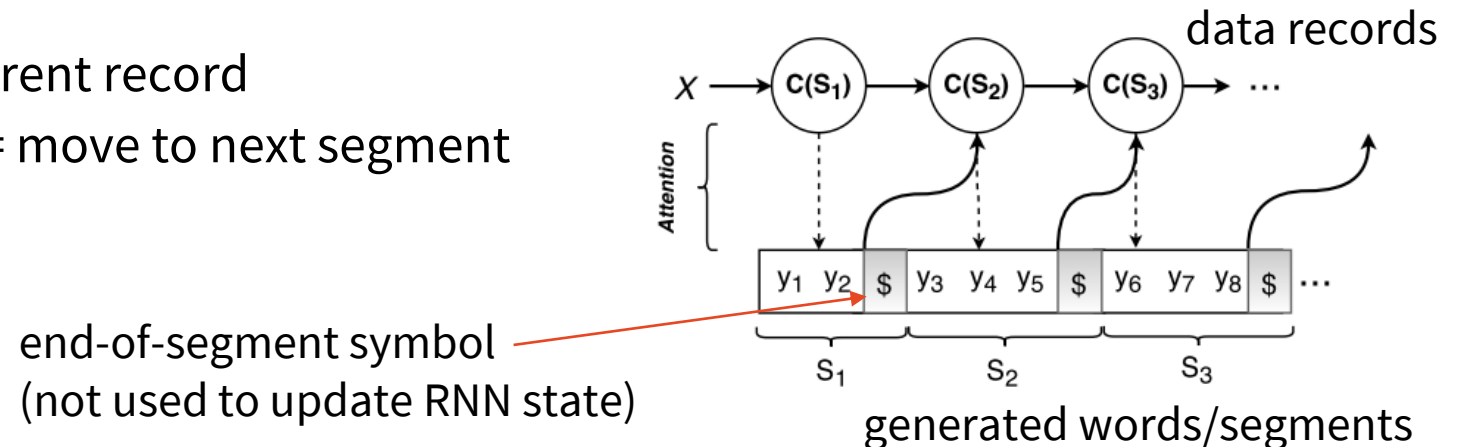 rent record
= move to next segment
data records
X C(S₁) C(S₂) C(S₃) ...
Attention
y₁ y₂ $ y₃ y₄ y₅ $ y₆ y₇ y₈ $ ...
S₁ S₂ S₃
end-of-segment symbol
(not used to update RNN state)
generated words/segments